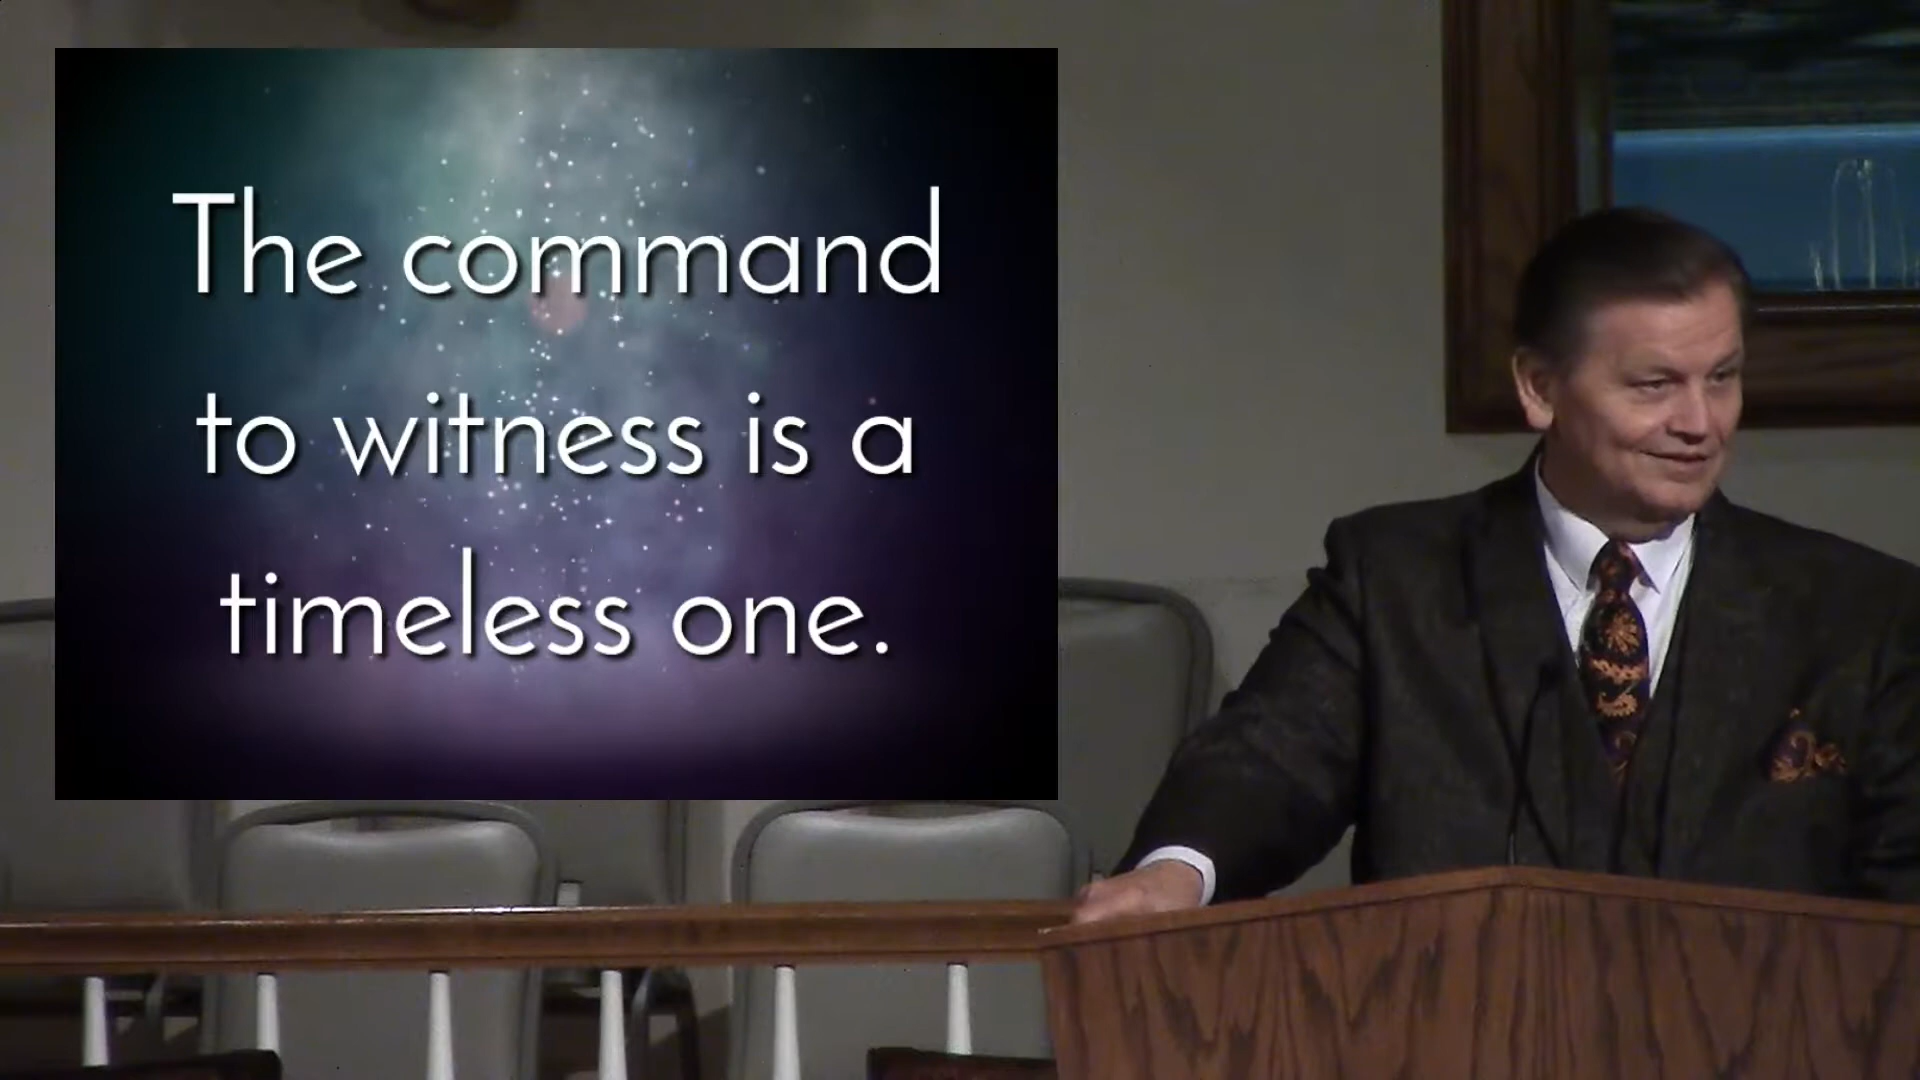 The command
to witness is a
timeless one.